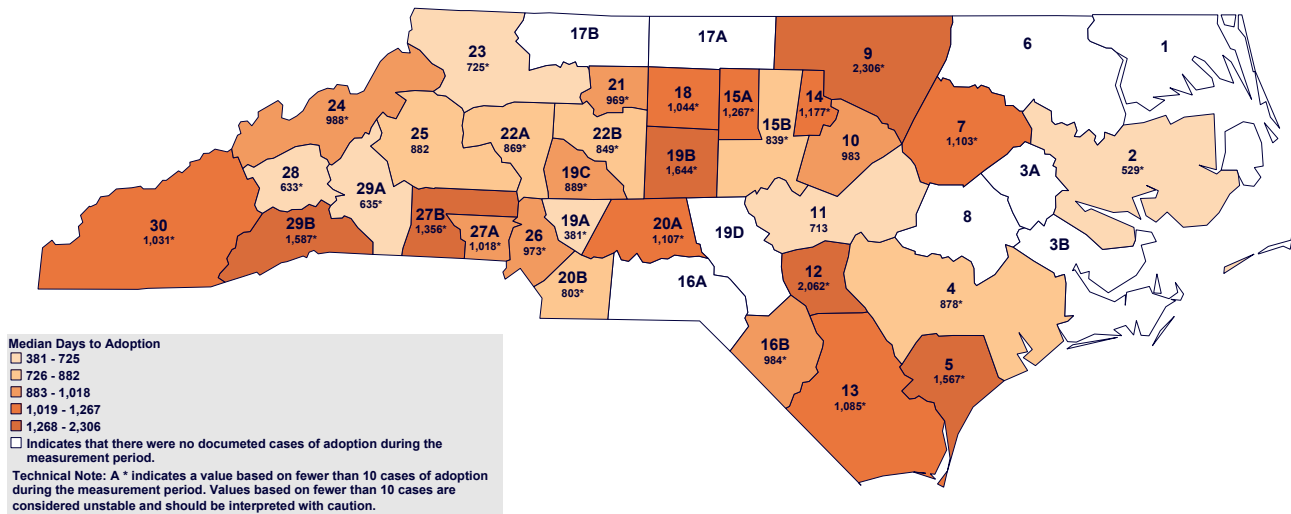 17B
17A
6
1
23
725*
9
2,306*
21
969*
18
1,044*
15A
1,267*
14
1,177*
24
988*
15B
839*
7
1,103*
25
882
22A
869*
22B
849*
10
983
2
529*
19B
1,644*
28
633*
19C
889*
3A
29A
635*
30
1,031*
29B
1,587*
27B
1,356*
27A
1,018*
26
973*
19A
381*
20A
1,107*
19D
11
713
8
3B
20B
803*
16A
12
2,062*
4
878*
16B
984*
5
1,567*
13
1,085*
Median Days to Adoption
381 - 725
726 - 882
883 - 1,018
1,019 - 1,267
1,268 - 2,306
Indicates that there were no documeted cases of adoption during the
measurement period.
Technical Note: A * indicates a value based on fewer than 10 cases of adoption
during the measurement period. Values based on fewer than 10 cases are
considered unstable and should be interpreted with caution.